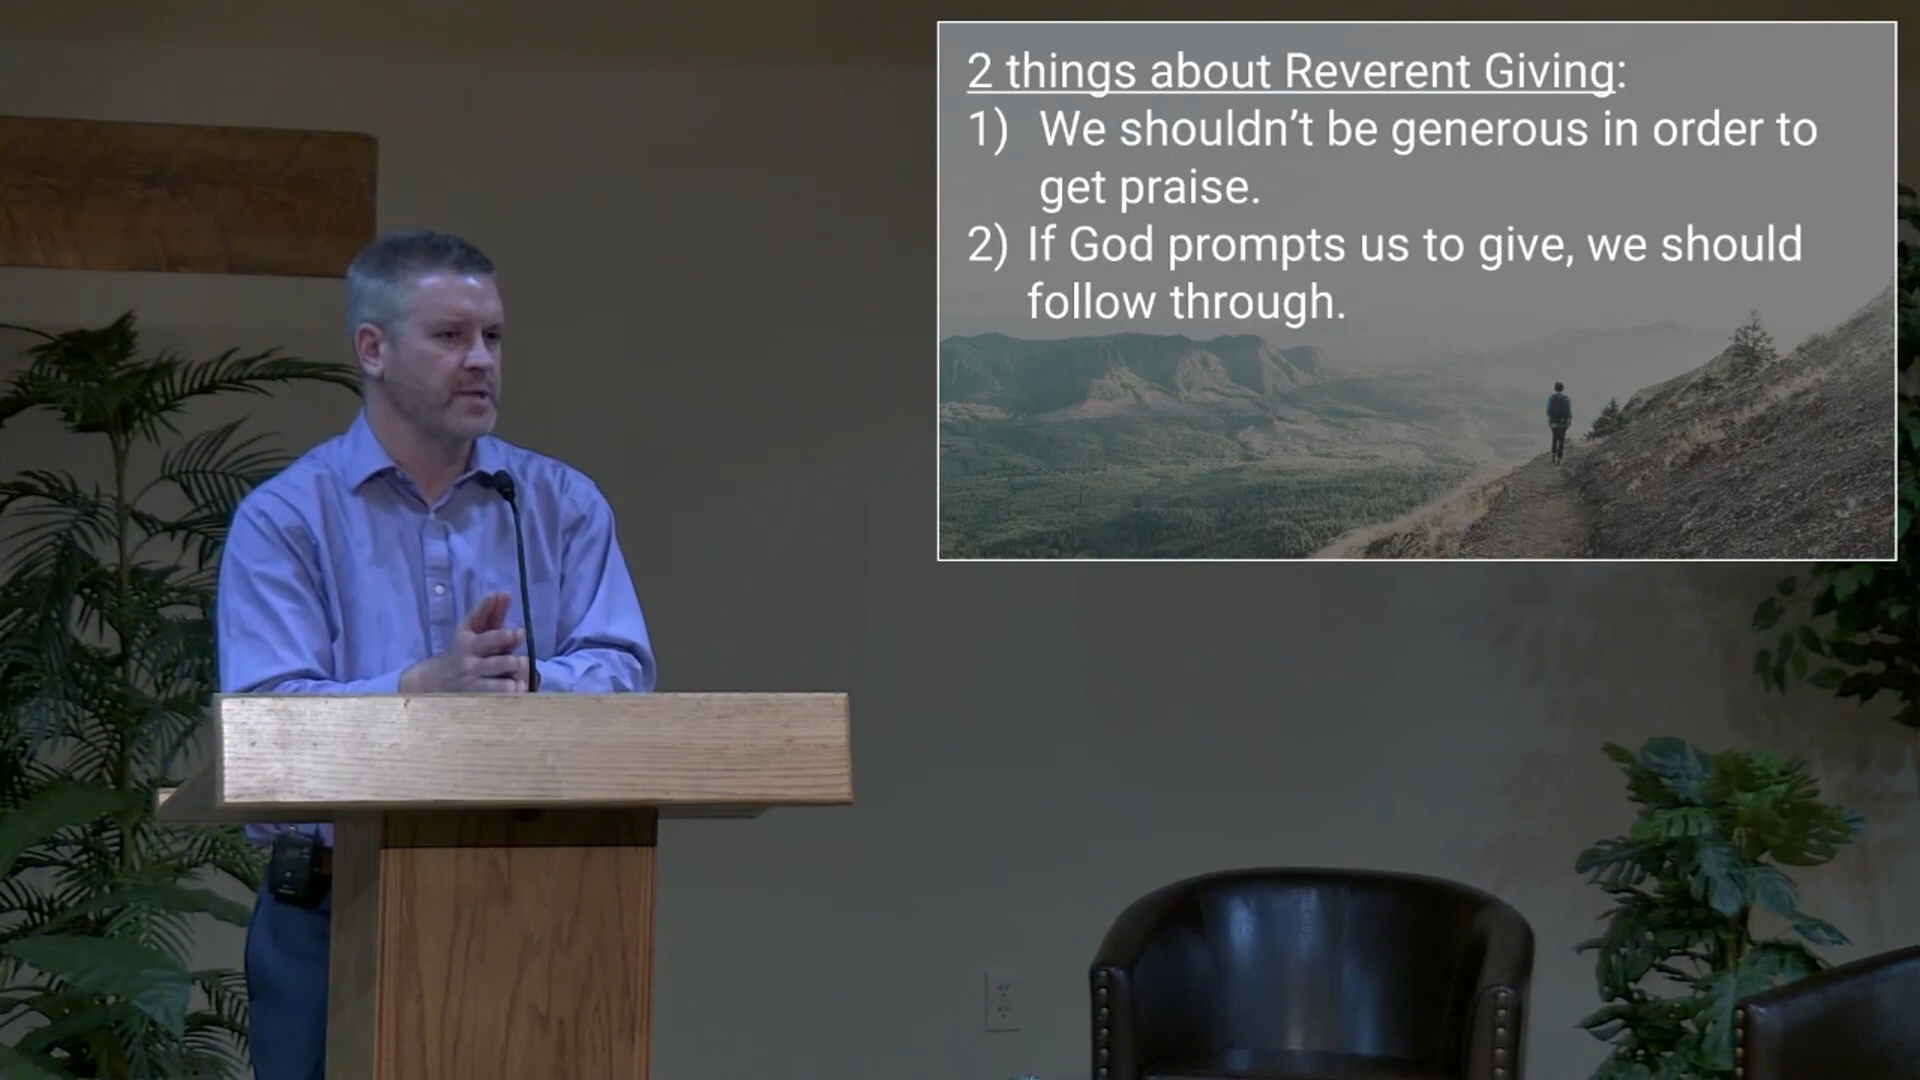 2 things about Reverent Giving:
1) We shouldn’t be generous in order to
get praise.
2) If God prompts us to give, we should
follow through.